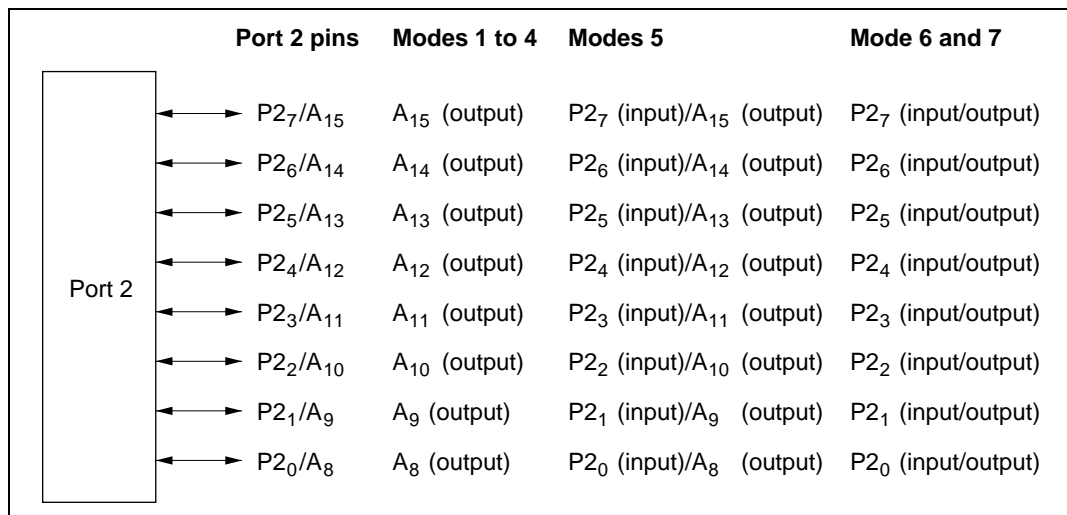 Port 2 pins Modes 1 to 4 Modes 5 Mode 6 and 7
P2₇/A₁₅ A₁₅ (output) P2₇ (input)/A₁₅ (output) P2₇ (input/output)
P2₆/A₁₄ A₁₄ (output) P2₆ (input)/A₁₄ (output) P2₆ (input/output)
P2₅/A₁₃ A₁₃ (output) P2₅ (input)/A₁₃ (output) P2₅ (input/output)
P2₄/A₁₂ A₁₂ (output) P2₄ (input)/A₁₂ (output) P2₄ (input/output)
Port 2
P2₃/A₁₁ A₁₁ (output) P2₃ (input)/A₁₁ (output) P2₃ (input/output)
P2₂/A₁₀ A₁₀ (output) P2₂ (input)/A₁₀ (output) P2₂ (input/output)
P2₁/A₉ A₉ (output) P2₁ (input)/A₉ (output) P2₁ (input/output)
P2₀/A₈ A₈ (output) P2₀ (input)/A₈ (output) P2₀ (input/output)